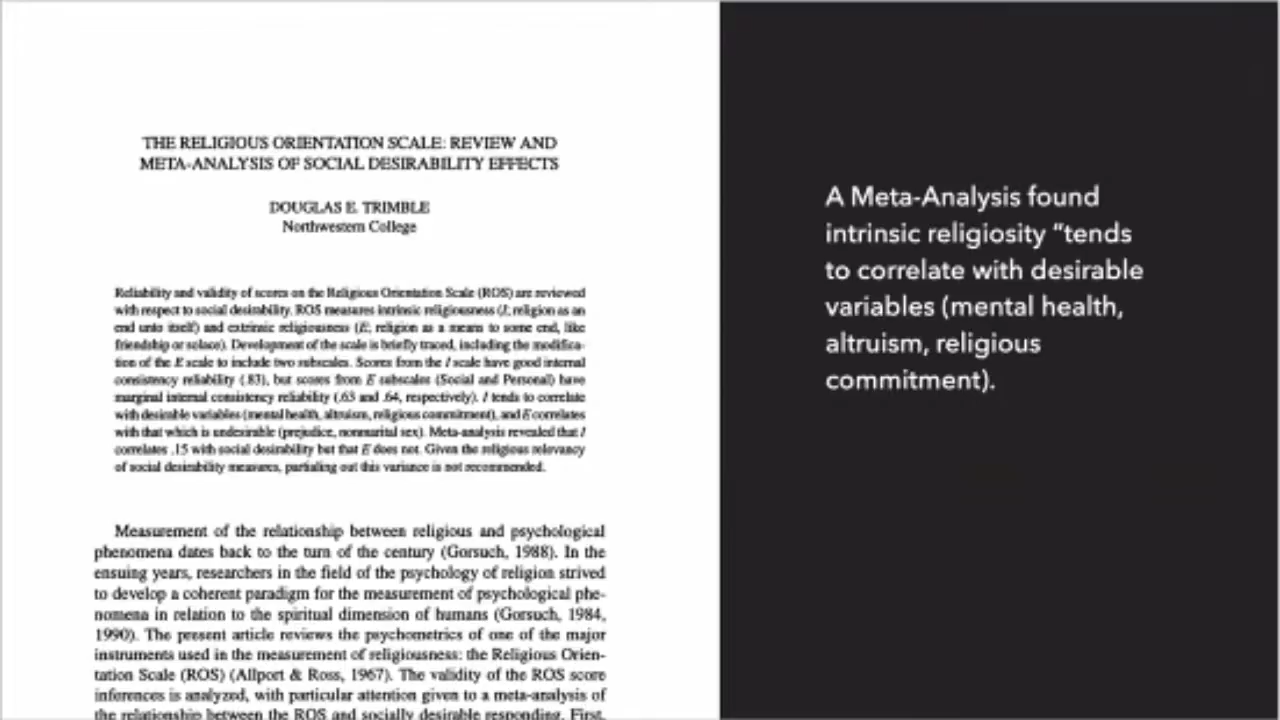 THE RELIGIOUS ORIENTATION SCALE: REVIEW AND
META-ANALYSIS OF SOCIAL DESIRABILITY EFFECTS
DOUGLAS E. TRIMBLE
Northwestern College
Reliability and validity of scores on the Religious Orientation Scale (ROS) are reviewed
with respect to social desirability. ROS measures intrinsic religiousness (I; religion as an
end unto itself) and extrinsic religiousness (E; religion as a means to some end, like
friendship or solace). Development of the scale is briefly traced, including the modifica-
tion of the E scale to include two subscales. Scores from the I scale have good internal
consistency reliability (.83), but scores from E subscales (Social and Personal) have
marginal internal consistency reliability (.63 and .64, respectively). I tends to correlate
with desirable variables (mental health, altruism, religious commitment), and E correlates
with that which is undesirable (prejudice, nonmarital sex). Meta-analysis revealed that I
correlates .15 with social desirability but that E does not. Given the religious relevancy
of social desirability measures, partialing out this variance is not recommended.
Measurement of the relationship between religious and psychological
phenomena dates back to the turn of the century (Gorsuch, 1988). In the
ensuing years, researchers in the field of the psychology of religion strived
to develop a coherent paradigm for the measurement of psychological phe-
nomena in relation to the spiritual dimension of humans (Gorsuch, 1984,
1990). The present article reviews the psychometrics of one of the major
instruments used in the measurement of religiousness: the Religious Orien-
tation Scale (ROS) (Allport & Ross, 1967). The validity of the ROS score
inferences is analyzed, with particular attention given to a meta-analysis of
the relationship between the ROS and socially desirable responding. First,
A Meta-Analysis found
intrinsic religiosity “tends
to correlate with desirable
variables (mental health,
altruism, religious
commitment).